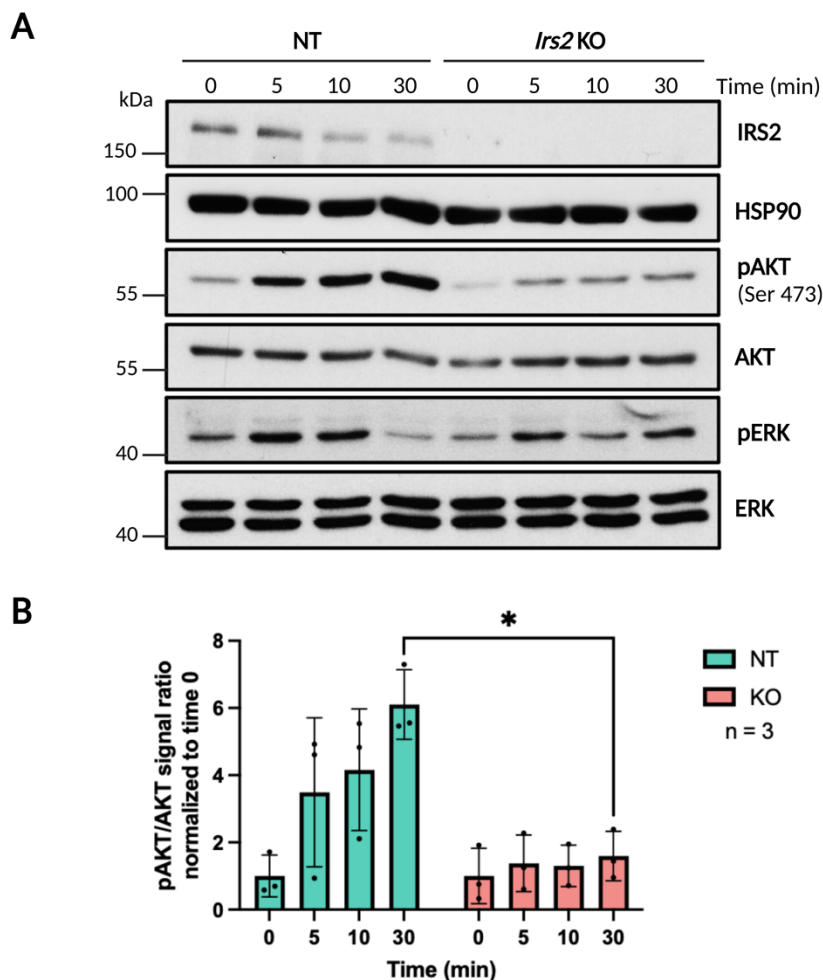 A
NT Irs2 KO
0 5 10 30 0 5 10 30 Time (min)
kDa
IRS2
150
100
HSP90
pAKT
(Ser 473)
55
AKT
55
pERK
40
ERK
40
B
*
pAKT/AKT signal ratio
normalized to time 0
8
6
4
2
0
0 5 10 30 0 5 10 30
Time (min)
NT
KO
n = 3